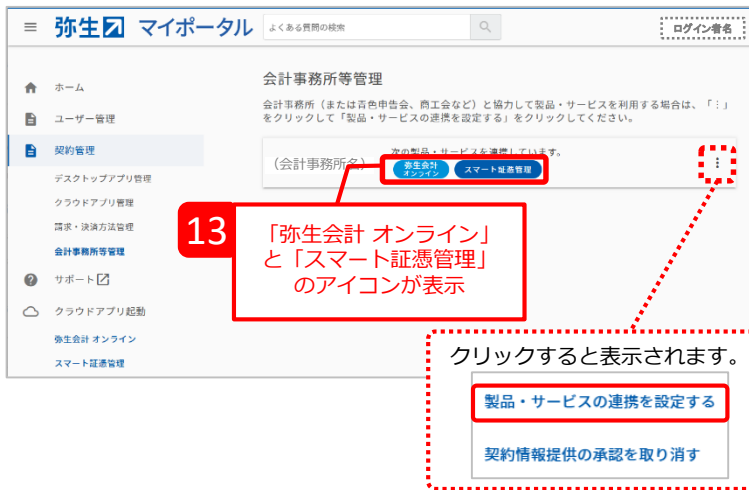 弥生 マイポータル
よくある質問の検索
ログイン者名
ホーム
ユーザー管理
契約管理
デスクトップアプリ管理
クラウドアプリ管理
請求・決済方法管理
会計事務所等管理
サポート
クラウドアプリ起動
弥生会計 オンライン
スマート証憑管理
会計事務所等管理
会計事務所（または青色申告会、商工会など）と協力して製品・サービスを利用する場合は、「⋮」
をクリックして「製品・サービスの連携を設定する」をクリックしてください。
次の製品・サービスを連携しています。
（会計事務所名）
弥生会計
オンライン
スマート証憑管理
13
「弥生会計 オンライン」
と「スマート証憑管理」
のアイコンが表示
クリックすると表示されます。
製品・サービスの連携を設定する
契約情報提供の承認を取り消す